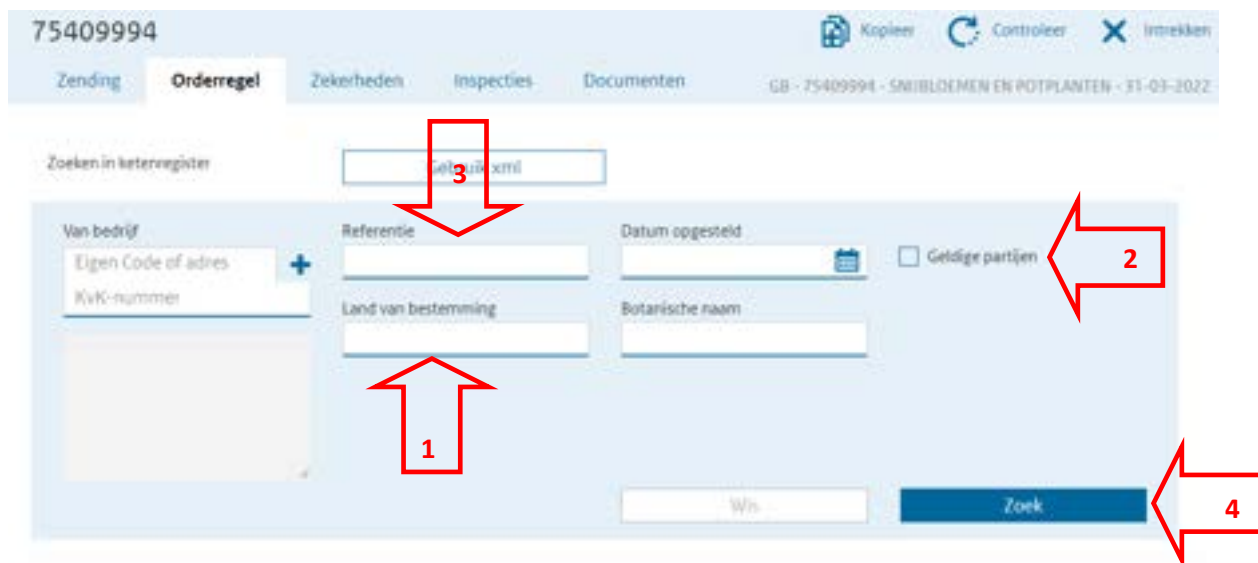 75409994
Kopieer Controleer Intrekken
Zending Orderregel Zekerheden Inspecties Documenten
GB - 75409994 - SNIJBLOEMEN EN POTPLANTEN - 31-03-2022
Zoeken in ketenregister
Gebruik xml
3
Van bedrijf
Referentie
Datum opgesteld
Eigen Code of adres
Geldige partijen
2
KvK-nummer
Land van bestemming
Botanische naam
1
Wis
Zoek
4